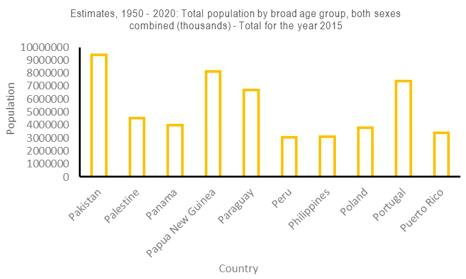 Estimates, 1950 - 2020: Total population by broad age group, both sexes
combined (thousands) - Total for the year 2015
Population
10000000
9000000
8000000
7000000
6000000
5000000
4000000
3000000
2000000
1000000
0
Pakistan
Palestine
Panama
Papua New Guinea
Paraguay
Peru
Philippines
Poland
Portugal
Puerto Rico
Country